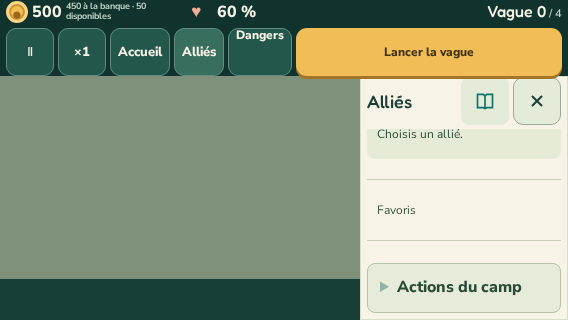 500
450 à la banque · 50
disponibles
♥ 60 %
Vague 0 / 4
II
×1
Accueil
Alliés
Dangers
Lancer la vague
Alliés
×
Choisis un allié.
Favoris
Actions du camp